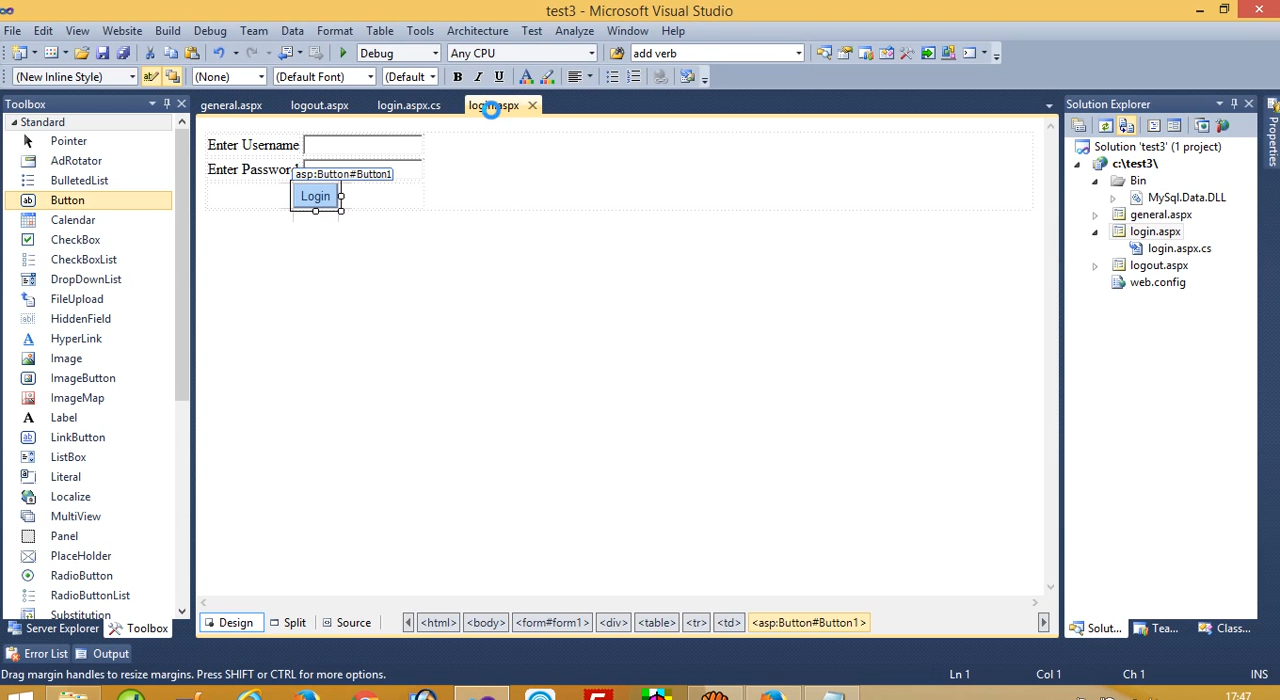 test3 - Microsoft Visual Studio
File Edit View Website Build Debug Team Data Format Table Tools Architecture Test Analyze Window Help
Debug Any CPU add verb
(New Inline Style) (None) (Default Font) (Default B I U A
Toolbox
general.aspx logout.aspx login.aspx.cs login.aspx
Solution Explorer
Properties
Standard
Pointer
AdRotator
BulletedList
Button
Calendar
CheckBox
CheckBoxList
DropDownList
FileUpload
HiddenField
HyperLink
Image
ImageButton
ImageMap
Label
LinkButton
ListBox
Literal
Localize
MultiView
Panel
PlaceHolder
RadioButton
RadioButtonList
Substitution
Server Explorer Toolbox
Enter Username
Enter Password
asp:Button#Button1
Login
Solution 'test3' (1 project)
c:\test3\
Bin
MySql.Data.DLL
general.aspx
login.aspx
login.aspx.cs
logout.aspx
web.config
Design Split Source <html> <body> <form#form1> <div> <table> <tr> <td> <asp:Button#Button1>
Solut... Tea... Class...
Error List Output
Drag margin handles to resize margins. Press SHIFT or CTRL for more options. Ln 1 Col 1 Ch 1 INS
17:47